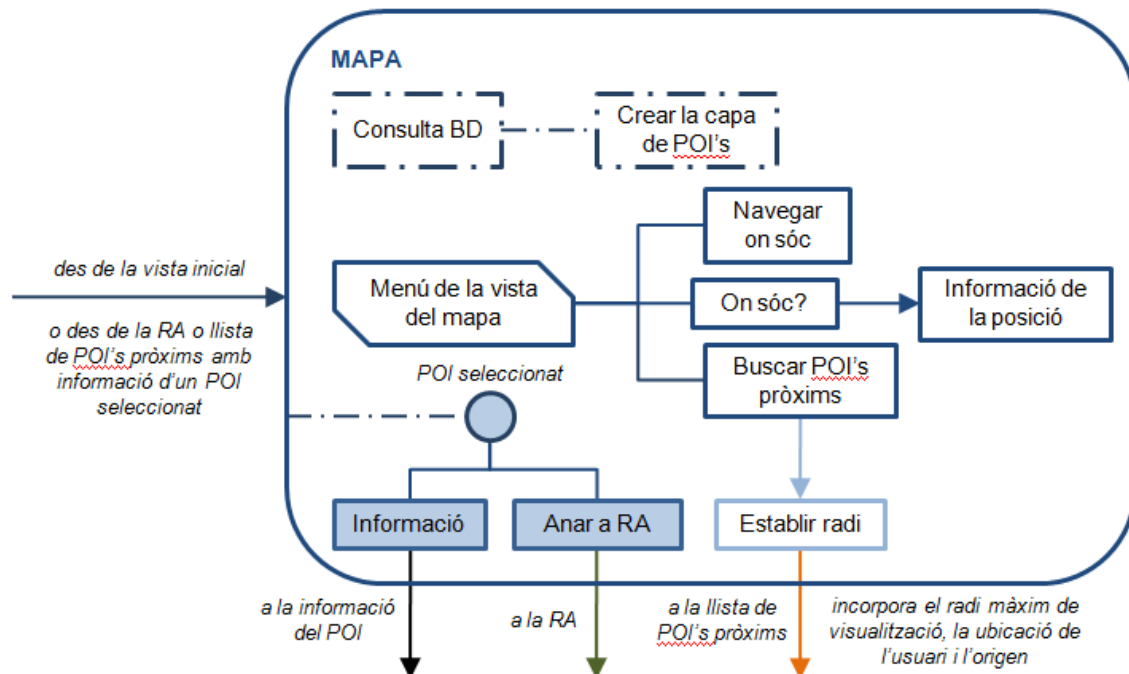 MAPA
Consulta BD
Crear la capa
de POI's
Navegar
on sóc
des de la vista inicial
Menú de la vista
del mapa
On sóc?
Informació de
la posició
o des de la RA o llista
de POI's pròxims amb
informació d'un POI
seleccionat
POI seleccionat
Buscar POI's
pròxims
Informació
Anar a RA
Establir radi
a la informació
del POI
a la RA
a la llista de
POI's pròxims
incorpora el radi màxim de
visualització, la ubicació de
l'usuari i l'origen